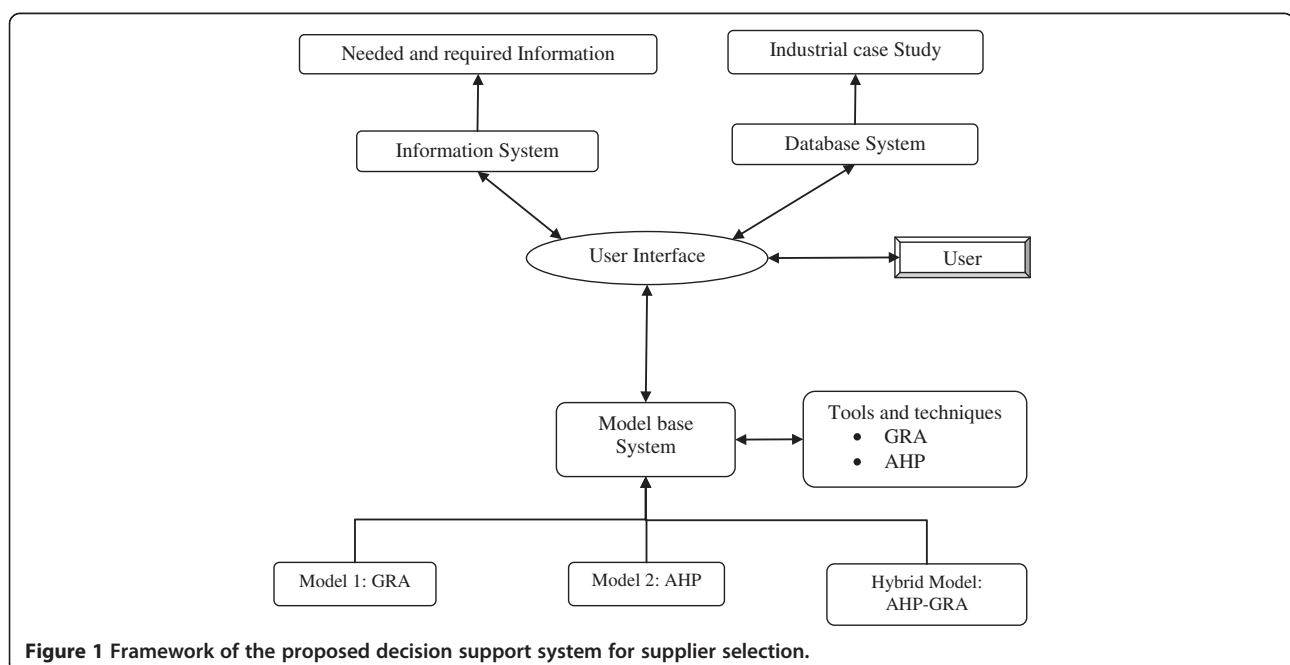 Needed and required Information
Industrial case Study
Information System
Database System
User Interface
User
Model base
System
Tools and techniques
• GRA
• AHP
Model 1: GRA
Model 2: AHP
Hybrid Model:
AHP-GRA
Figure 1 Framework of the proposed decision support system for supplier selection.